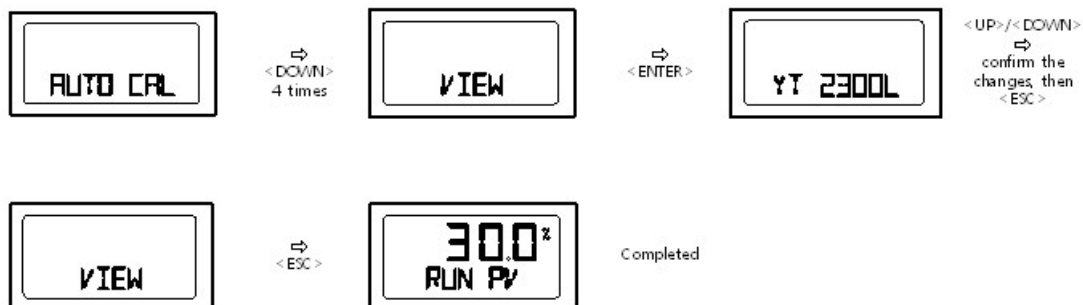 AUTO CAL
⇨
<DOWN>
4 times
VIEW
⇨
<ENTER>
YT 2300L
<UP>/<DOWN>
⇨
confirm the
changes, then
<ESC>
VIEW
⇨
<ESC>
30.0%
RUN PV
Completed